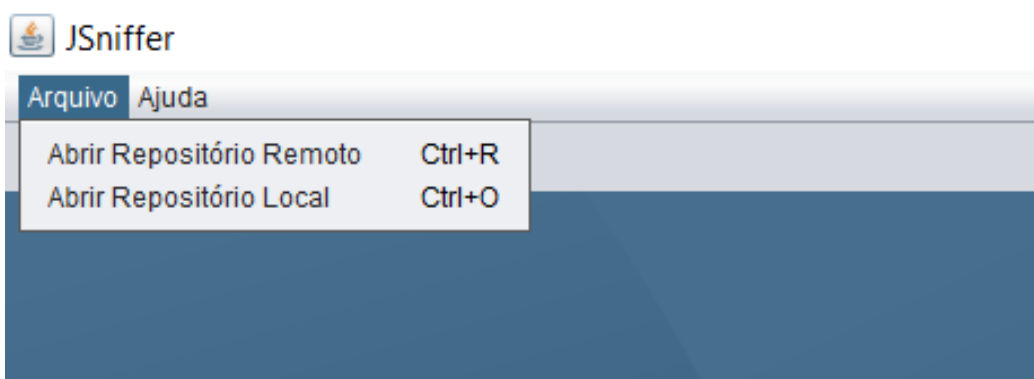 JSniffer
Arquivo Ajuda
Abrir Repositório Remoto Ctrl+R
Abrir Repositório Local Ctrl+O